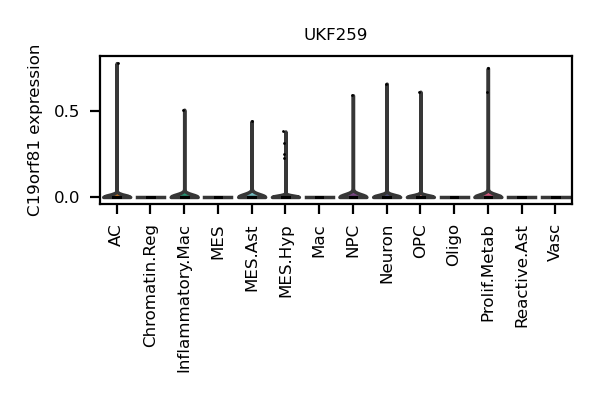 UKF259
C19orf81 expression
0.5
0.0
AC
Chromatin.Reg
Inflammatory.Mac
MES
MES.Ast
MES.Hyp
Mac
NPC
Neuron
OPC
Oligo
Prolif.Metab
Reactive.Ast
Vasc